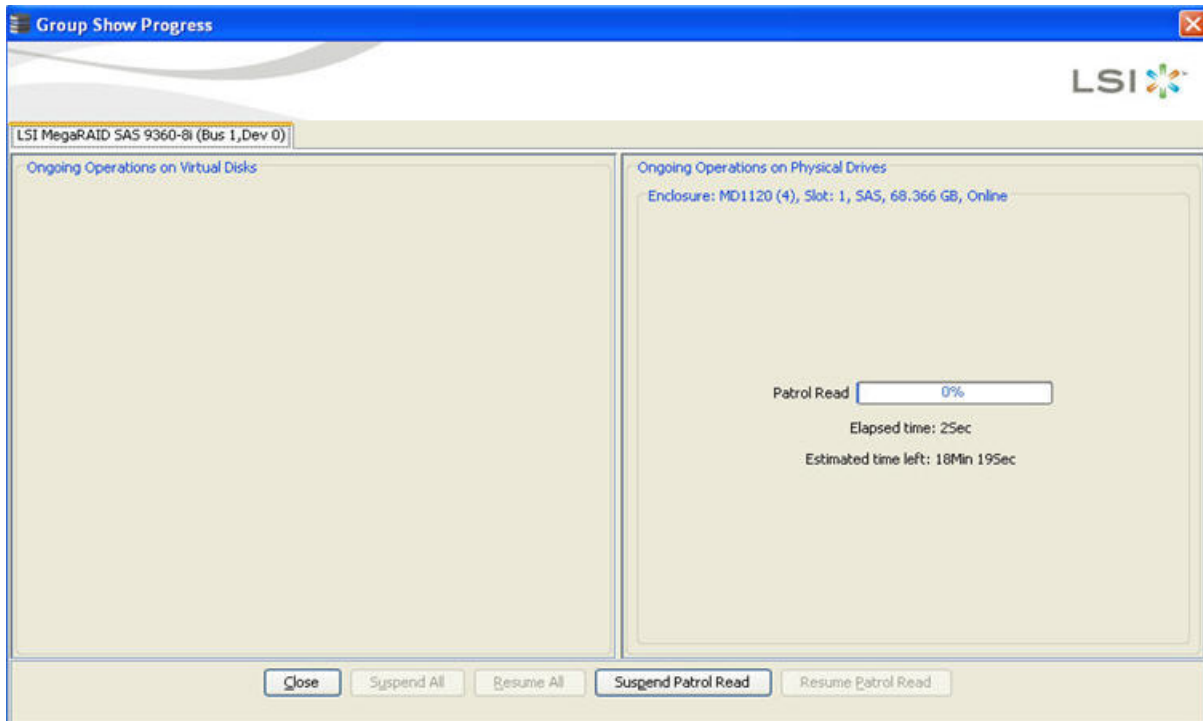 Group Show Progress
LSI
LSI MegaRAID SAS 9360-8i (Bus 1,Dev 0)
Ongoing Operations on Virtual Disks
Ongoing Operations on Physical Drives
Enclosure: MD1120 (4), Slot: 1, SAS, 68.366 GB, Online
Patrol Read 0%
Elapsed time: 2Sec
Estimated time left: 18Min 19Sec
Close Suspend All Resume All Suspend Patrol Read Resume Patrol Read